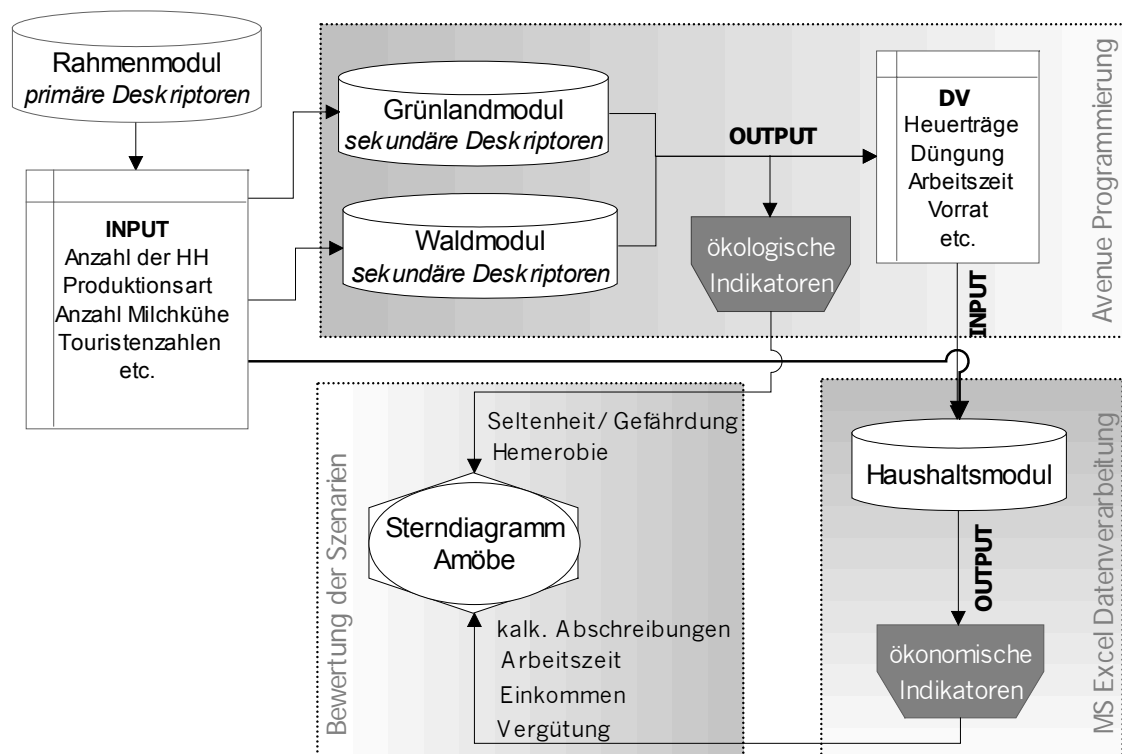 Rahmenmodul
primäre Deskriptoren
INPUT
Anzahl der HH
Produktionsart
Anzahl Milchkühe
Touristenzahlen
etc.
Grünlandmodul
sekundäre Deskriptoren
Waldmodul
sekundäre Deskriptoren
OUTPUT
ökologische
Indikatoren
DV
Heuerträge
Düngung
Arbeitszeit
Vorrat
etc.
Avenue Programmierung
INPUT
Bewertung der Szenarien
Seltenheit/ Gefährdung
Hemerobie
Sterndiagramm
Amöbe
kalk. Abschreibungen
Arbeitszeit
Einkommen
Vergütung
Haushaltsmodul
OUTPUT
ökonomische
Indikatoren
MS Excel Datenverarbeitung